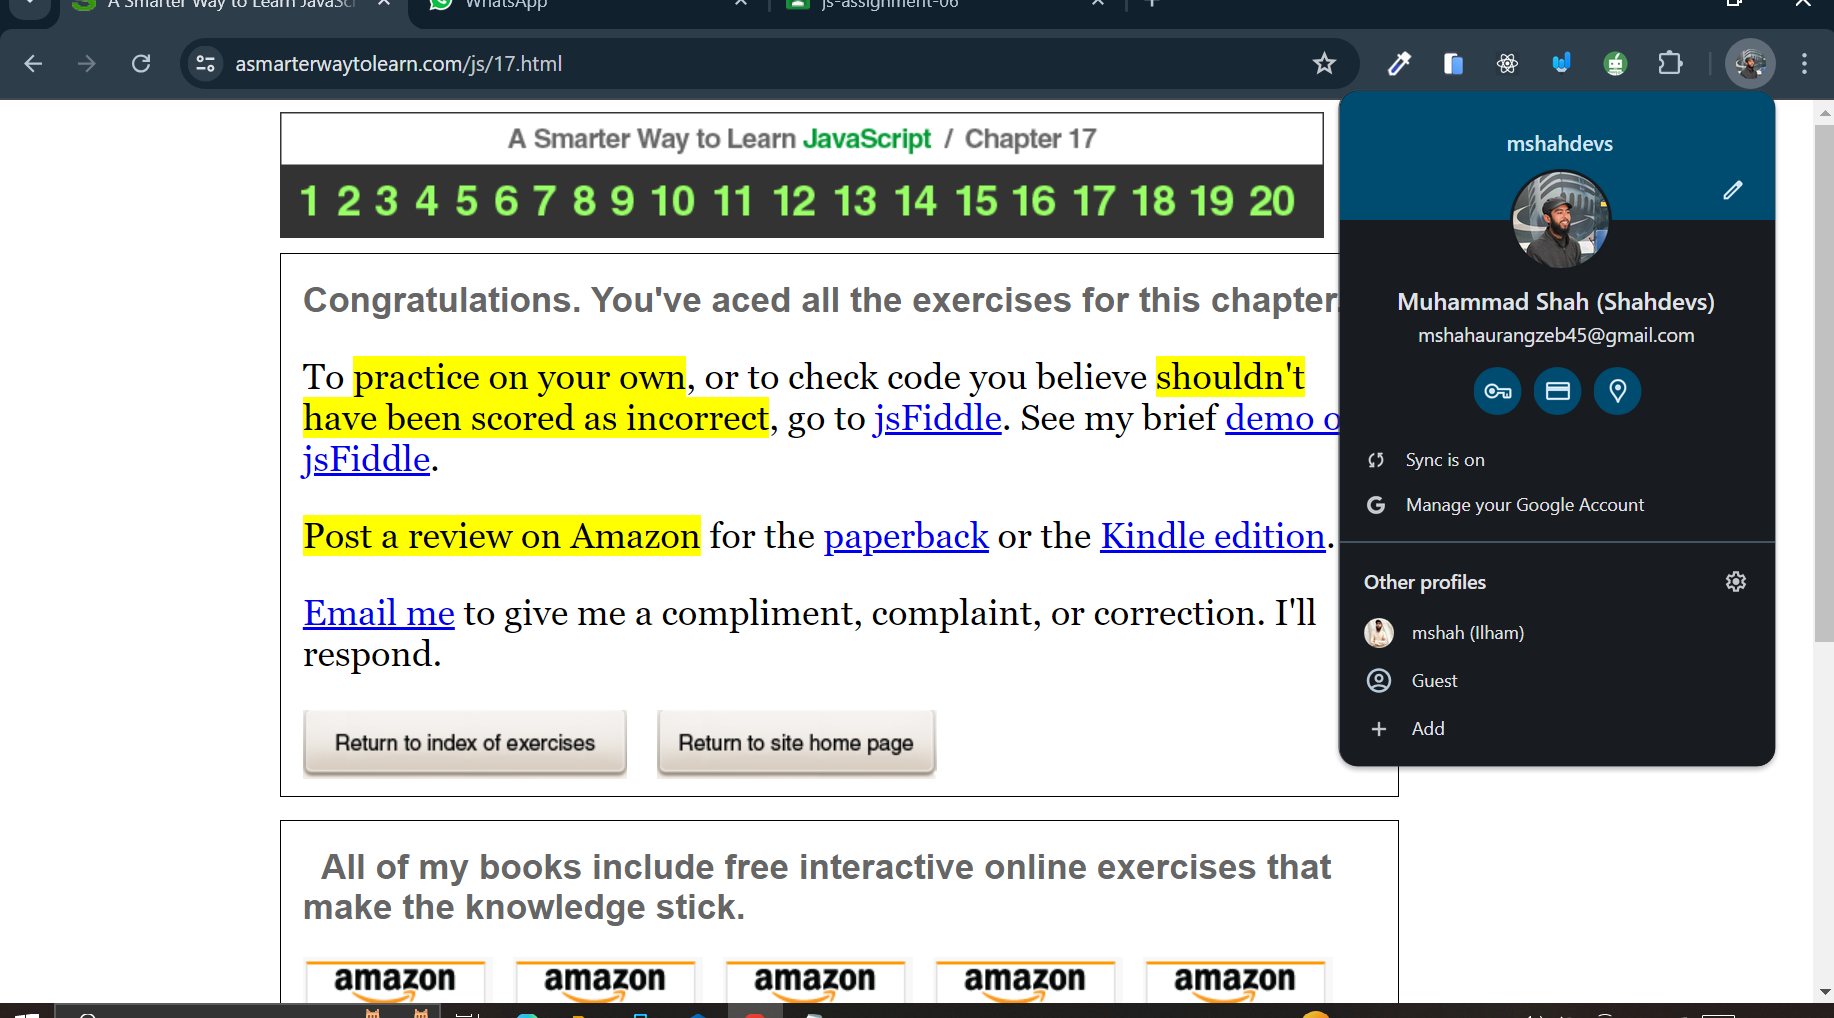 A Smarter Way to Learn JavaSc
WhatsApp
js-assignment-06
asmarterwaytolearn.com/js/17.html
A Smarter Way to Learn JavaScript / Chapter 17
1 2 3 4 5 6 7 8 9 10 11 12 13 14 15 16 17 18 19 20
Congratulations. You've aced all the exercises for this chapter.
To practice on your own, or to check code you believe shouldn't
have been scored as incorrect, go to jsFiddle. See my brief demo o
jsFiddle.
Post a review on Amazon for the paperback or the Kindle edition.
Email me to give me a compliment, complaint, or correction. I'll
respond.
Return to index of exercises
Return to site home page
All of my books include free interactive online exercises that
make the knowledge stick.
amazon
amazon
amazon
amazon
amazon
mshahdevs
Muhammad Shah (Shahdevs)
mshahaurangzeb45@gmail.com
Sync is on
G Manage your Google Account
Other profiles
mshah (Ilham)
Guest
Add